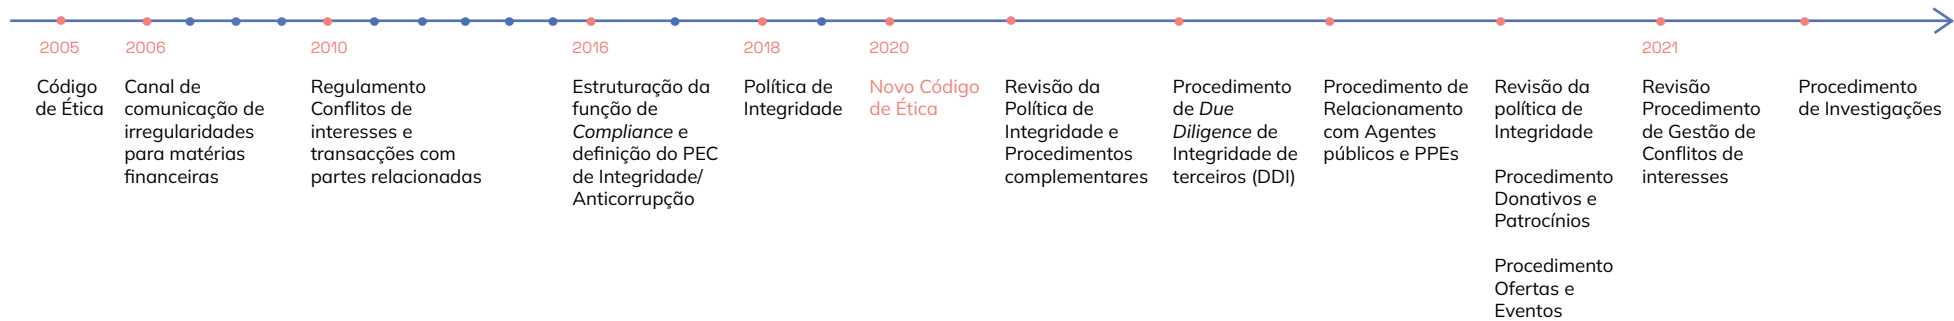 2005
Código
de Ética
2006
Canal de
comunicação de
irregularidades
para matérias
financeiras
2010
Regulamento
Conflitos de
interesses e
transacções com
partes relacionadas
2016
Estruturação da
função de
Compliance e
definição do PEC
de Integridade/
Anticorrupção
2018
Política de
Integridade
2020
Novo Código
de Ética
Revisão da
Política de
Integridade e
Procedimentos
complementares
Procedimento
de Due
Diligence de
Integridade de
terceiros (DDI)
Procedimento de
Relacionamento
com Agentes
públicos e PPEs
Revisão da
política de
Integridade
Procedimento
Donativos e
Patrocínios
Procedimento
Ofertas e
Eventos
2021
Revisão
Procedimento
de Gestão de
Conflitos de
interesses
Procedimento
de Investigações